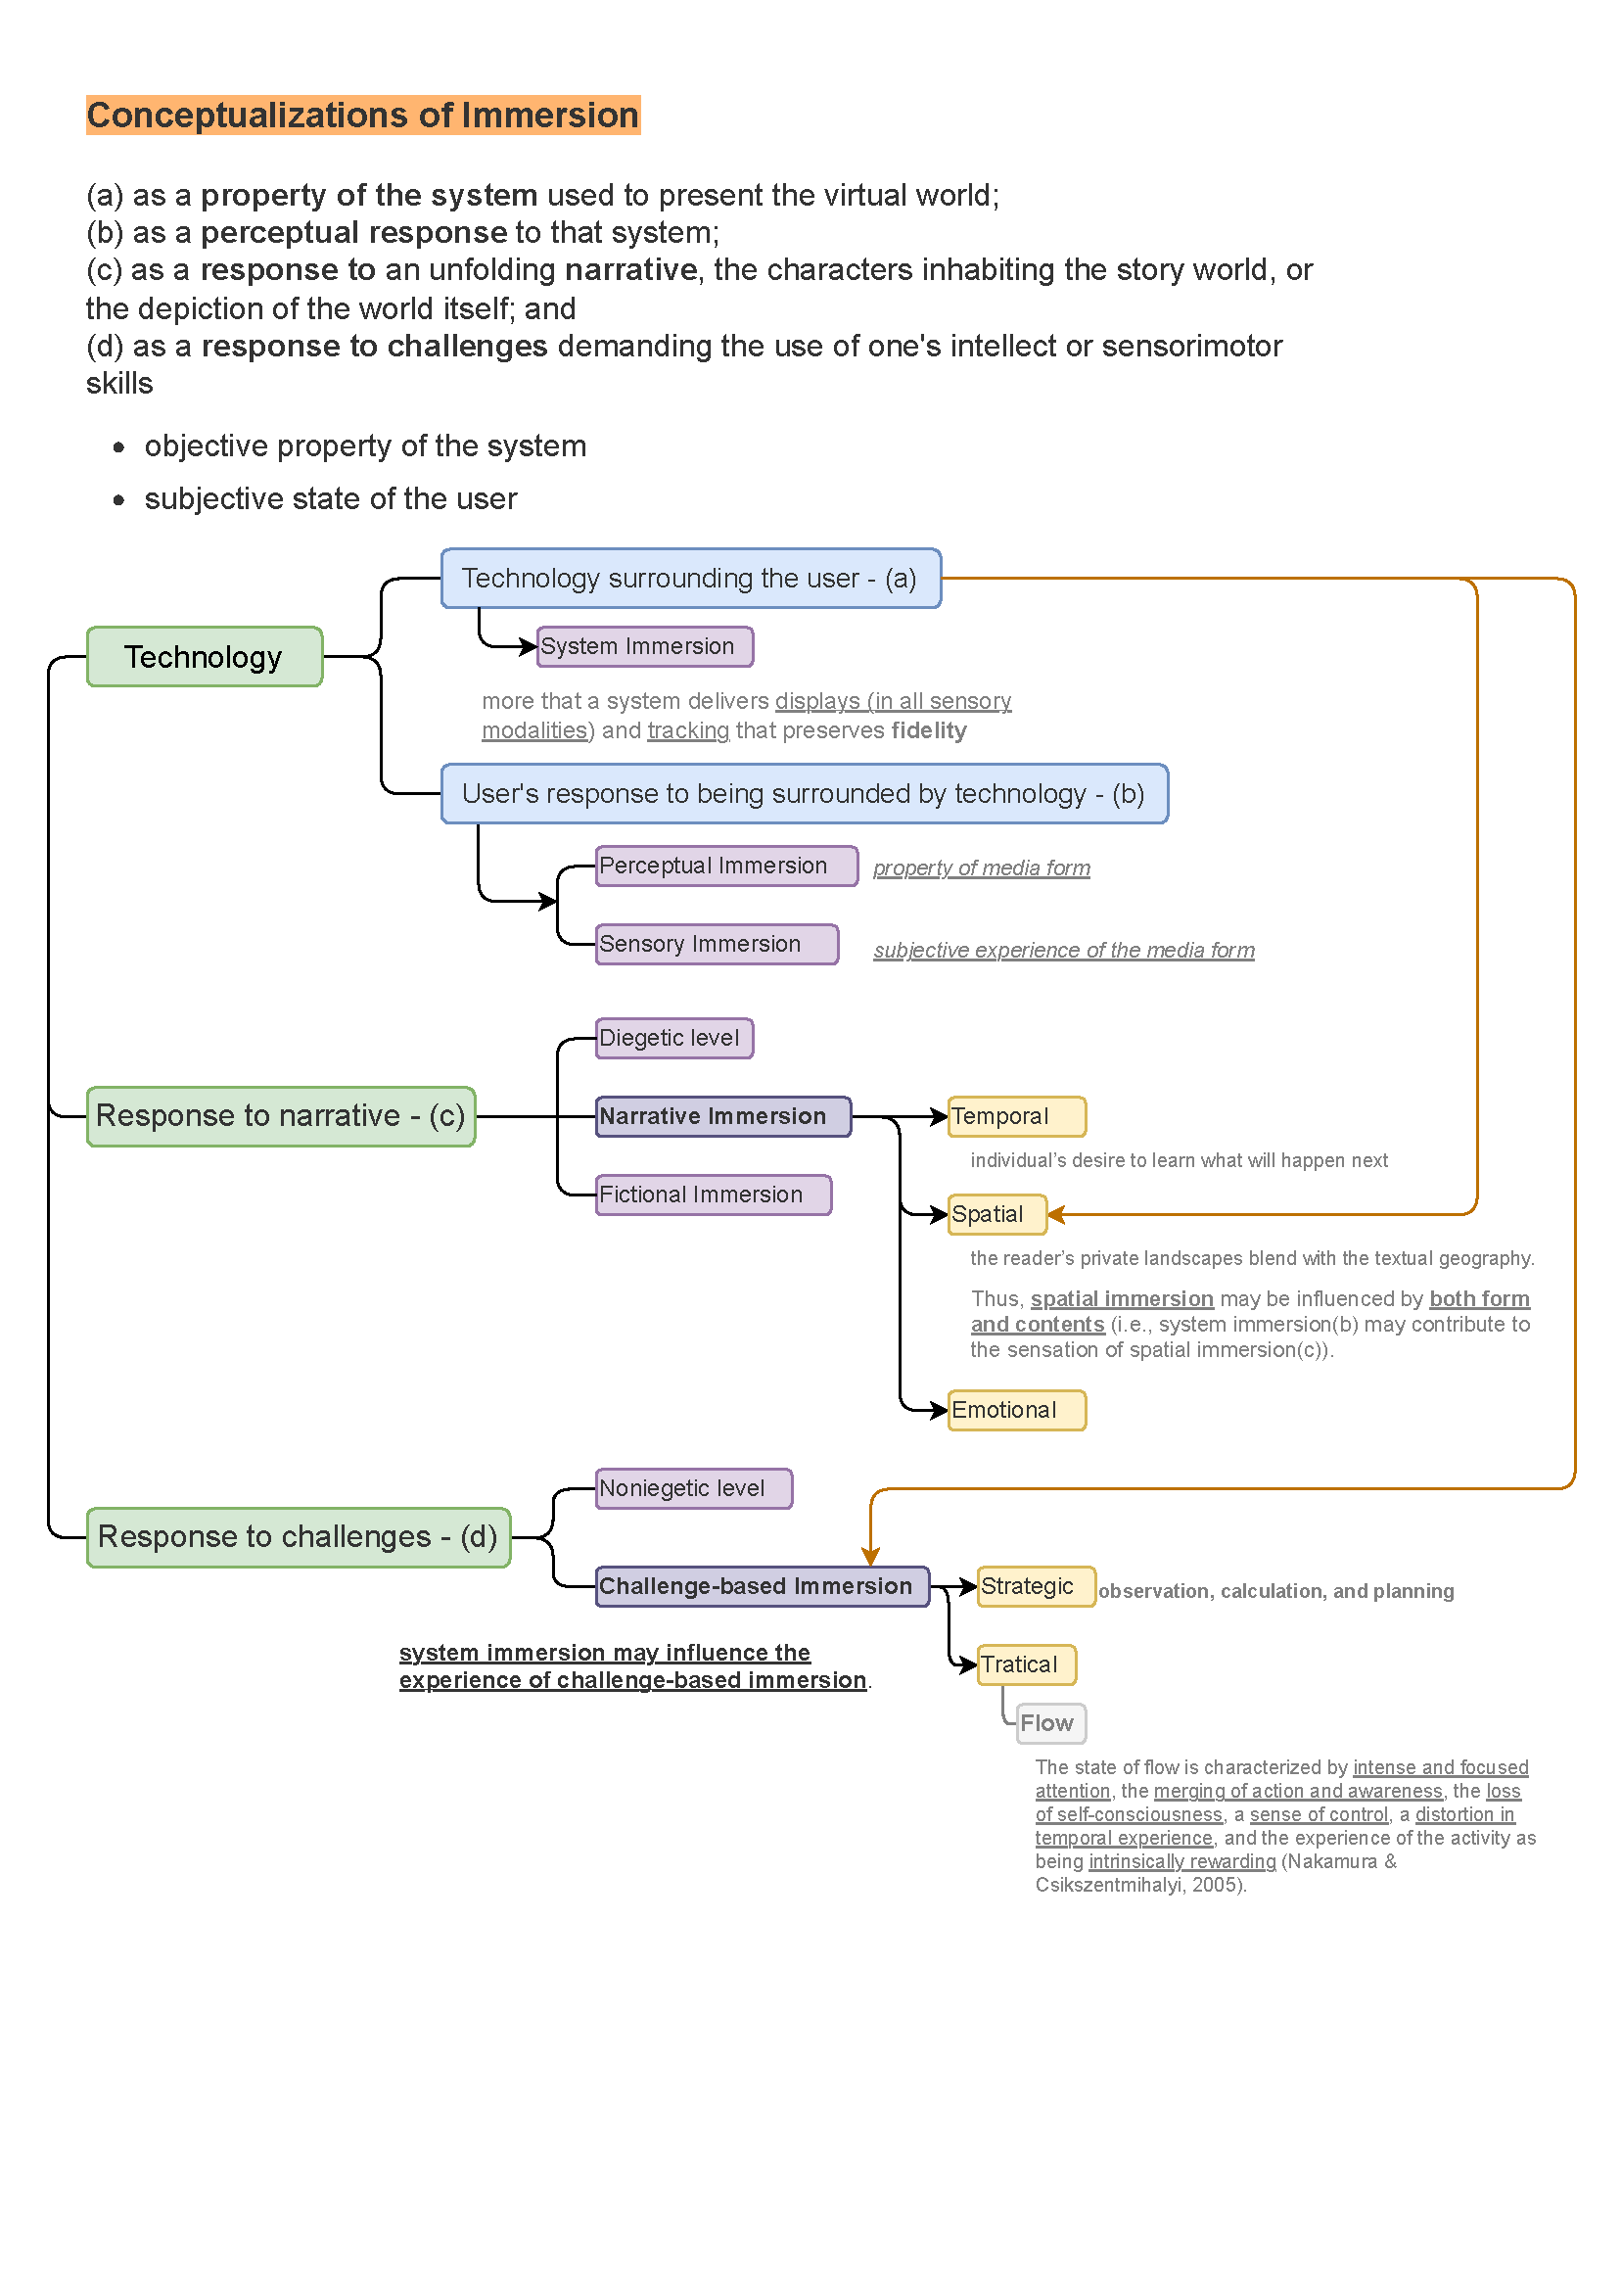 Conceptualizations of Immersion
(a) as a property of the system used to present the virtual world;
(b) as a perceptual response to that system;
(c) as a response to an unfolding narrative, the characters inhabiting the story world, or
the depiction of the world itself; and
(d) as a response to challenges demanding the use of one's intellect or sensorimotor
skills
• objective property of the system
• subjective state of the user
Technology surrounding the user - (a)
Technology
System Immersion
more that a system delivers displays (in all sensory
modalities) and tracking that preserves fidelity
User's response to being surrounded by technology - (b)
Perceptual Immersion
property of media form
Sensory Immersion
subjective experience of the media form
Diegetic level
Response to narrative - (c)
Narrative Immersion
Temporal
individual’s desire to learn what will happen next
Fictional Immersion
Spatial
the reader’s private landscapes blend with the textual geography.
Thus, spatial immersion may be influenced by both form
and contents (i.e., system immersion(b) may contribute to
the sensation of spatial immersion(c)).
Emotional
Noniegetic level
Response to challenges - (d)
Challenge-based Immersion
Strategic
observation, calculation, and planning
system immersion may influence the
experience of challenge-based immersion.
Tratical
Flow
The state of flow is characterized by intense and focused
attention, the merging of action and awareness, the loss
of self-consciousness, a sense of control, a distortion in
temporal experience, and the experience of the activity as
being intrinsically rewarding (Nakamura &
Csikszentmihalyi, 2005).